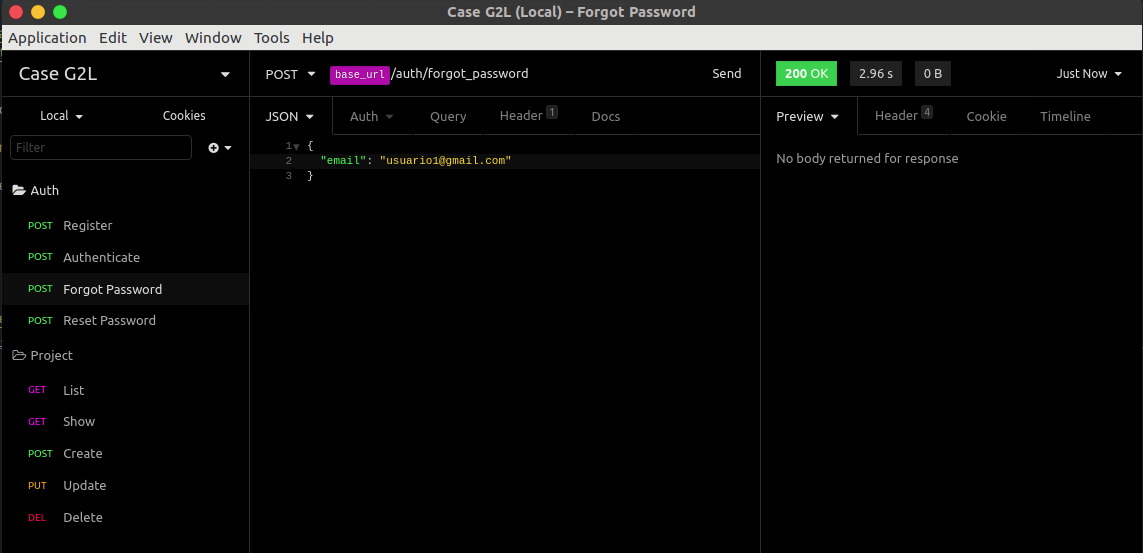 Case G2L (Local) – Forgot Password
Application Edit View Window Tools Help
Case G2L
Local Cookies
Filter
Auth
POST Register
POST Authenticate
POST Forgot Password
POST Reset Password
Project
GET List
GET Show
POST Create
PUT Update
DEL Delete
POST base_url/auth/forgot_password Send
JSON Auth Query Header 1 Docs
1 {
2 "email": "usuario1@gmail.com"
3 }
200 OK 2.96 s 0 B Just Now
Preview Header 4 Cookie Timeline
No body returned for response